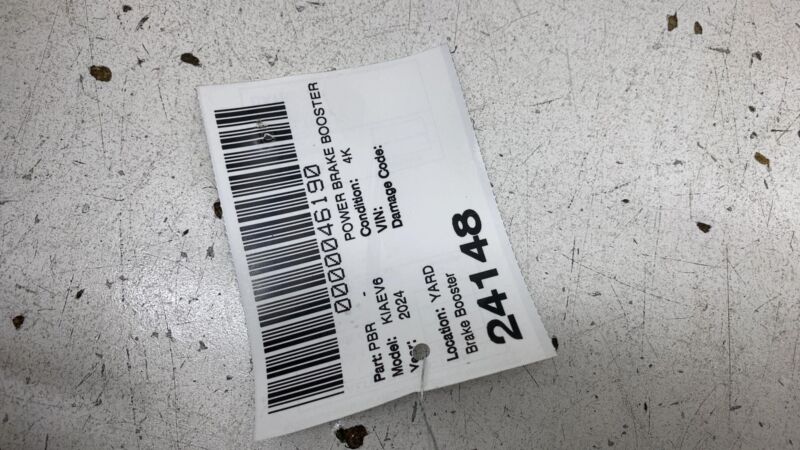 0000046190
Part: PBR - POWER BRAKE BOOSTER
Model: KIAEV6 Condition: 4K
Year: 2024 VIN:
Damage Code:
Location: YARD
Brake Booster
24148